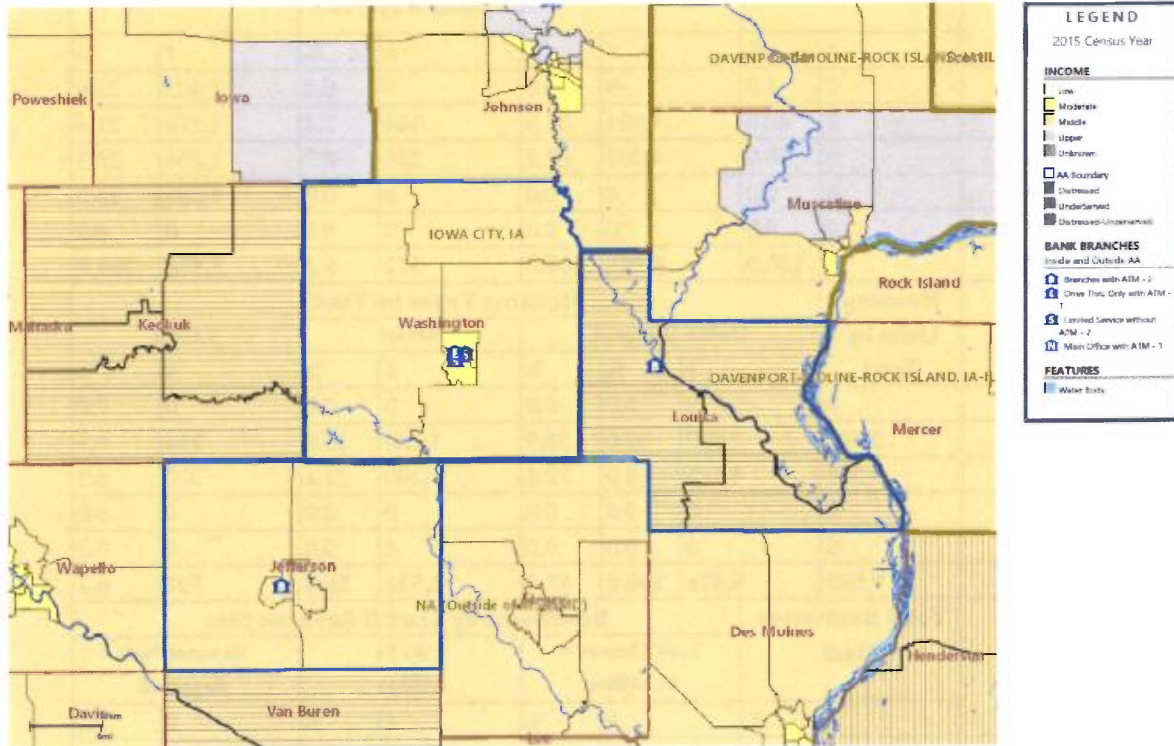 DAVENPORT-MOLINE-ROCK ISLAND
Poweshiek
Iowa
Johnson
Muscatine
IOWA CITY, IA
Rock Island
Keokuk
Washington
DAVENPORT-MOLINE-ROCK ISLAND, IA-IL
Louisa
Mercer
Wapello
Jefferson
NA (Outside of
Des Moines
Henderson
Van Buren
Davis
Lee
LEGEND
2015 Census Year
INCOME
Low
Moderate
Middle
Upper
Unknown
AA Boundary
Distressed
Underserved
Distressed-Underserved
BANK BRANCHES
Inside and Outside AA
Branches with ATM - 2
Drive Thru Only with ATM -
1
Limited Service without
ATM - 2
Main Office with ATM - 1
FEATURES
Water Body